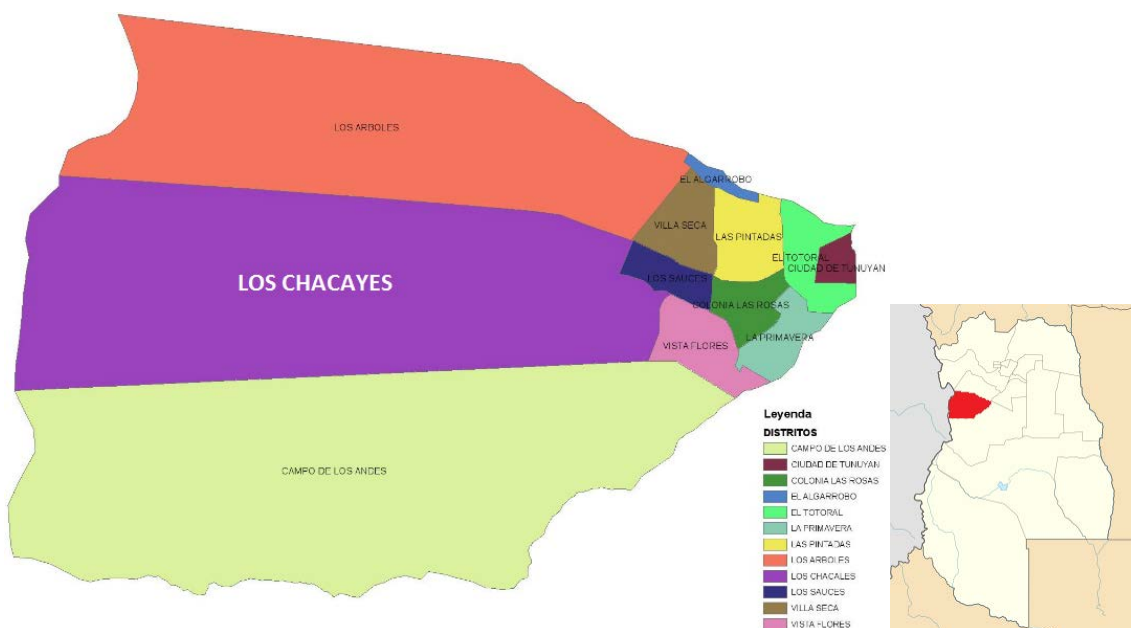 LOS ARBOLES
EL ALGARROBO
VILLA SECA
LAS PINTADAS
EL TOTORAL
CIUDAD DE TUNUYAN
LOS CHACAYES
LOS SAUCES
COLONIA LAS ROSAS
LA PRIMAVERA
VISTA FLORES
CAMPO DE LOS ANDES
Leyenda
DISTRITOS
CAMPO DE LOS ANDES
CIUDAD DE TUNUYAN
COLONIA LAS ROSAS
EL ALGARROBO
EL TOTORAL
LA PRIMAVERA
LAS PINTADAS
LOS ARBOLES
LOS CHACALES
LOS SAUCES
VILLA SECA
VISTA FLORES